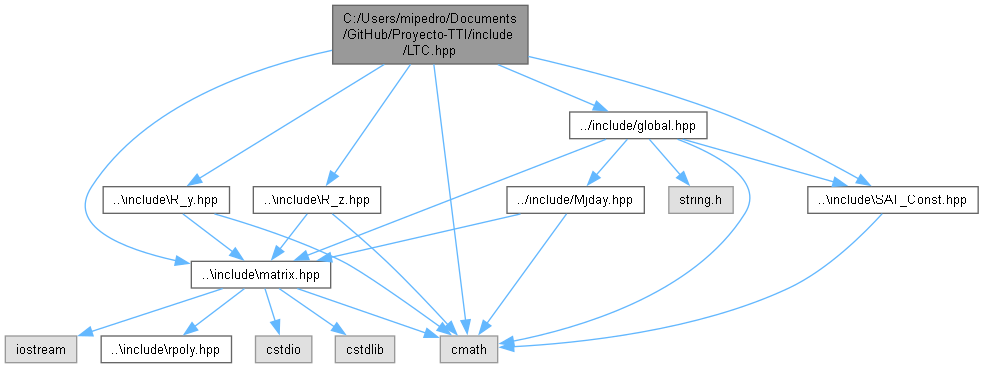 C:/Users/mipedro/Documents
/GitHub/Proyecto-TTI/include
/LTC.hpp
../include/global.hpp
..\include\R_y.hpp
..\include\R_z.hpp
../include/Mjday.hpp
string.h
..\include\SAT_Const.hpp
..\include\matrix.hpp
iostream
..\include\rpoly.hpp
cstdio
cstdlib
cmath